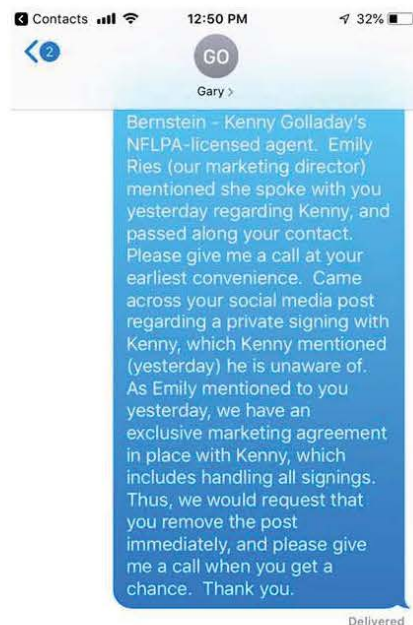 Contacts 12:50 PM 32%
2
GO
Gary >
Bernstein - Kenny Golladay's
NFLPA-licensed agent.  Emily
Ries (our marketing director)
mentioned she spoke with you
yesterday regarding Kenny, and
passed along your contact.
Please give me a call at your
earliest convenience.  Came
across your social media post
regarding a private signing with
Kenny, which Kenny mentioned
(yesterday) he is unaware of.
As Emily mentioned to you
yesterday, we have an
exclusive marketing agreement
in place with Kenny, which
includes handling all signings.
Thus, we would request that
you remove the post
immediately, and please give
me a call when you get a
chance.  Thank you.
Delivered